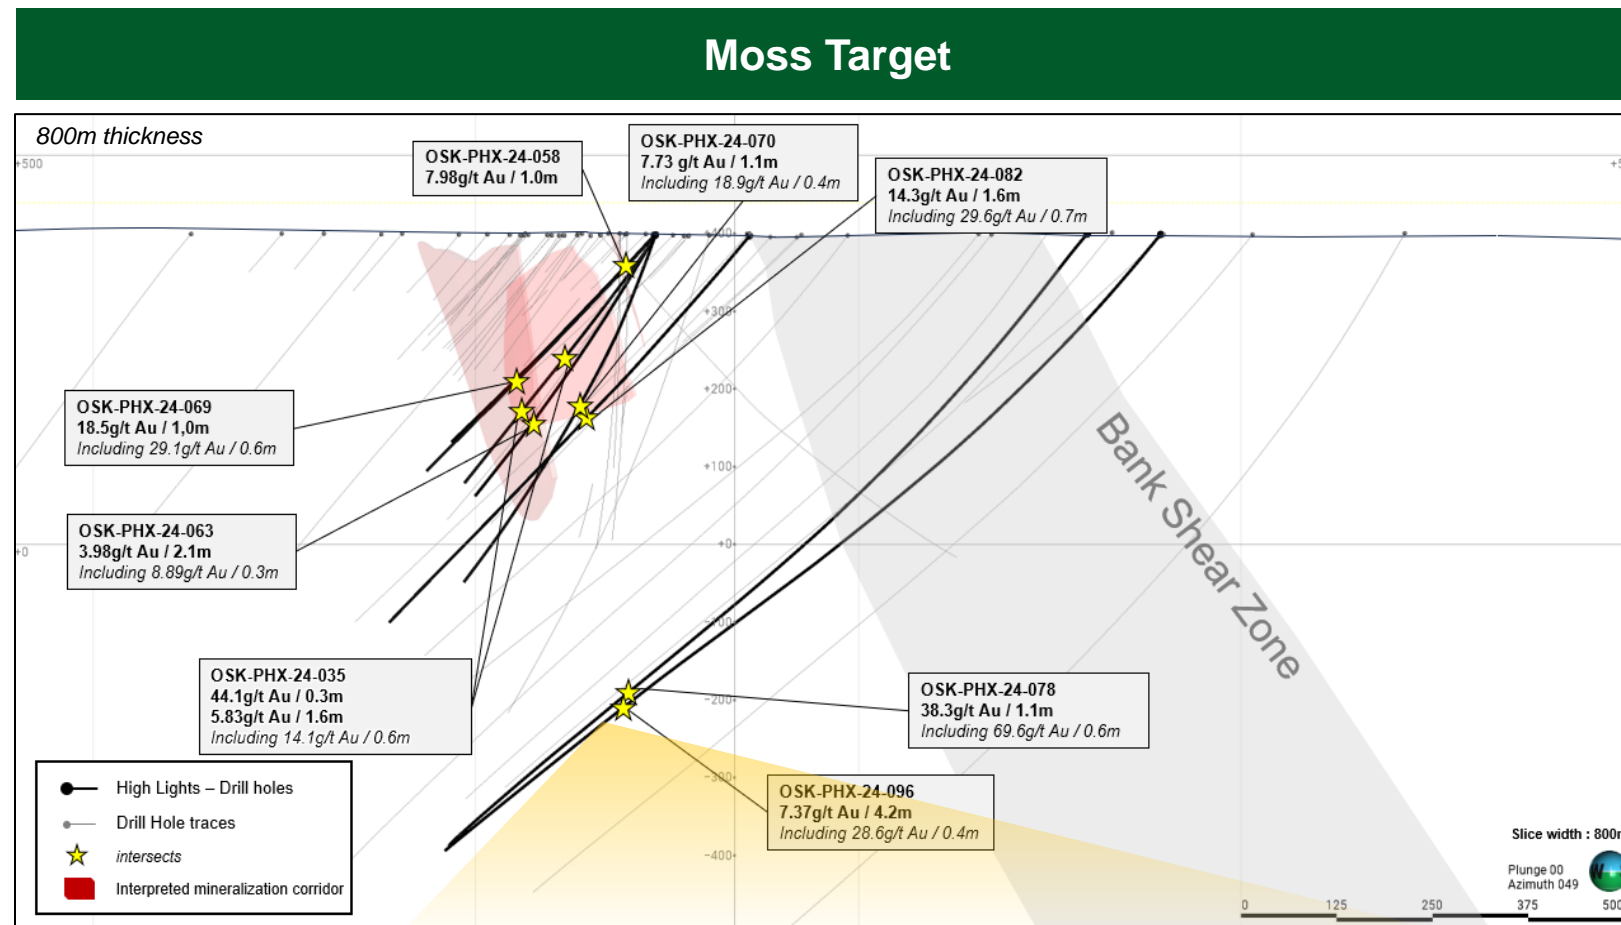 Moss Target
800m thickness
+500
OSK-PHX-24-058
7.98g/t Au / 1.0m
OSK-PHX-24-070
7.73 g/t Au / 1.1m
Including 18.9g/t Au / 0.4m
OSK-PHX-24-082
14.3g/t Au / 1.6m
Including 29.6g/t Au / 0.7m
+400
+300
+200
+100
+0
+0
-100
-200
-300
-400
OSK-PHX-24-069
18.5g/t Au / 1,0m
Including 29.1g/t Au / 0.6m
OSK-PHX-24-063
3.98g/t Au / 2.1m
Including 8.89g/t Au / 0.3m
OSK-PHX-24-035
44.1g/t Au / 0.3m
5.83g/t Au / 1.6m
Including 14.1g/t Au / 0.6m
Bank Shear Zone
OSK-PHX-24-078
38.3g/t Au / 1.1m
Including 69.6g/t Au / 0.6m
OSK-PHX-24-096
7.37g/t Au / 4.2m
Including 28.6g/t Au / 0.4m
High Lights – Drill holes
Drill Hole traces
intersects
Interpreted mineralization corridor
Slice width : 800m
Plunge 00
Azimuth 049
N
0 125 250 375 500